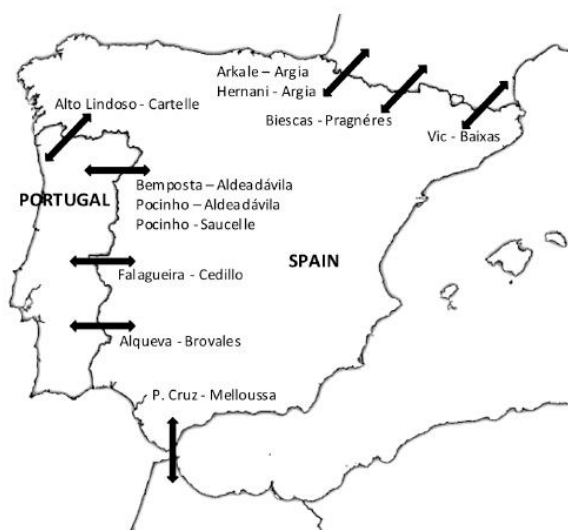 Arkale – Argia
Hernani - Argia
Alto Lindoso - Cartelle
Biescas - Pragnéres
Vic - Baixas
PORTUGAL
Bemposta – Aldeadávila
Pocinho – Aldeadávila
Pocinho - Saucelle
SPAIN
Falagueira - Cedillo
Alqueva - Brovales
P. Cruz - Melloussa